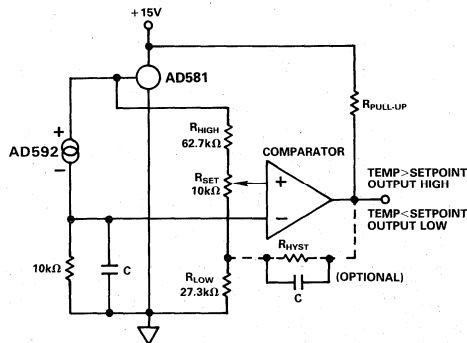 +15V
AD581
RPULL-UP
RHIGH
62.7kΩ
COMPARATOR
+
AD592
−
RSET
10kΩ
+
−
TEMP>SETPOINT
OUTPUT HIGH
TEMP<SETPOINT
OUTPUT LOW
RHYST
10kΩ
C
RLOW
27.3kΩ
C
(OPTIONAL)